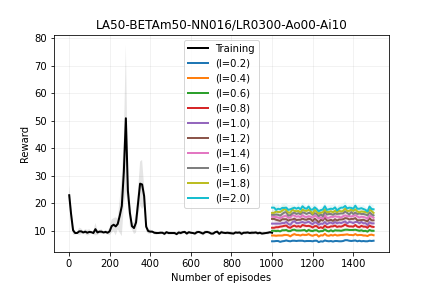 LA50-BETAm50-NN016/LR0300-Ao00-Ai10
80
70
60
50
40
30
20
10
Reward
Training
(l=0.2)
(l=0.4)
(l=0.6)
(l=0.8)
(l=1.0)
(l=1.2)
(l=1.4)
(l=1.6)
(l=1.8)
(l=2.0)
0 200 400 600 800 1000 1200 1400
Number of episodes